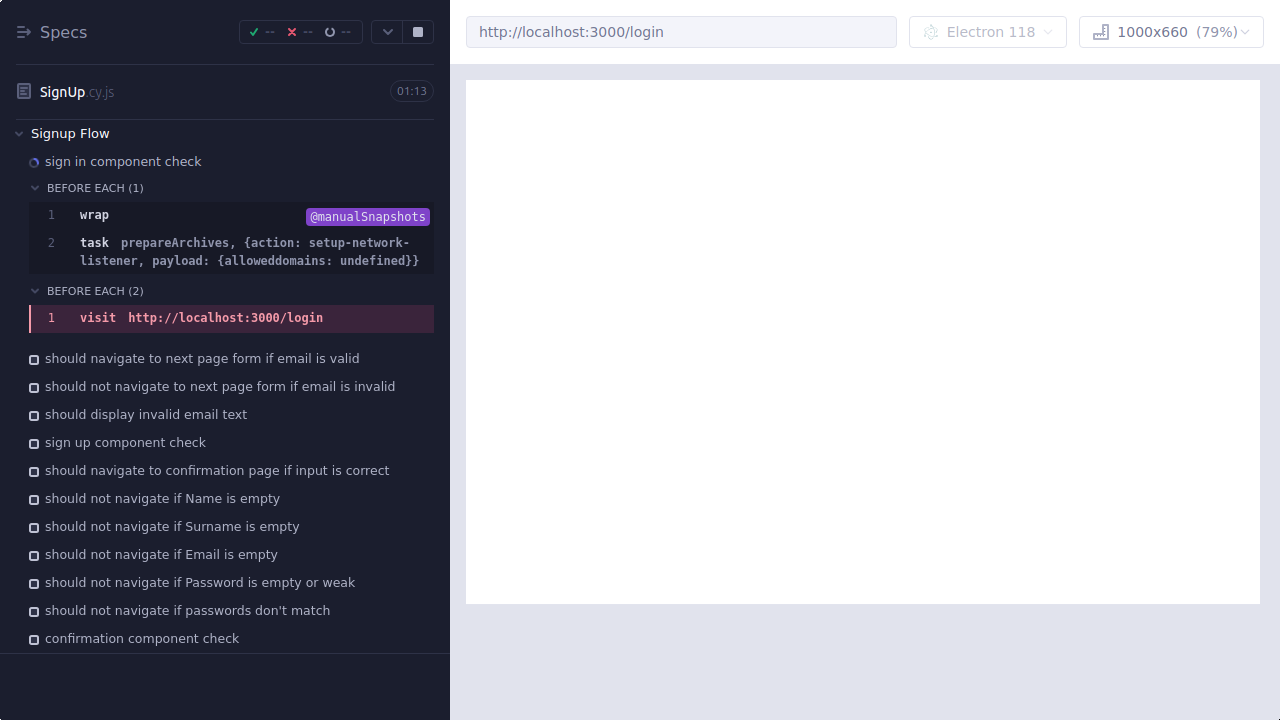 Specs
-- -- --
SignUp.cy.js
01:13
Signup Flow
sign in component check
BEFORE EACH (1)
1 wrap @manualSnapshots
2 task prepareArchives, {action: setup-network-
listener, payload: {alloweddomains: undefined}}
BEFORE EACH (2)
1 visit http://localhost:3000/login
should navigate to next page form if email is valid
should not navigate to next page form if email is invalid
should display invalid email text
sign up component check
should navigate to confirmation page if input is correct
should not navigate if Name is empty
should not navigate if Surname is empty
should not navigate if Email is empty
should not navigate if Password is empty or weak
should not navigate if passwords don't match
confirmation component check
http://localhost:3000/login
Electron 118
1000x660 (79%)